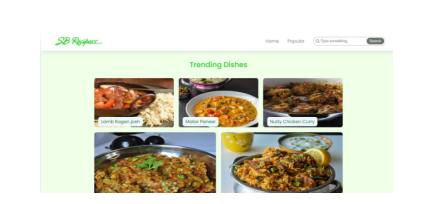 SB Recipes...
Home Popular Type something... Search
Trending Dishes
Lamb Rogan josh Matar Paneer Nutty Chicken Curry